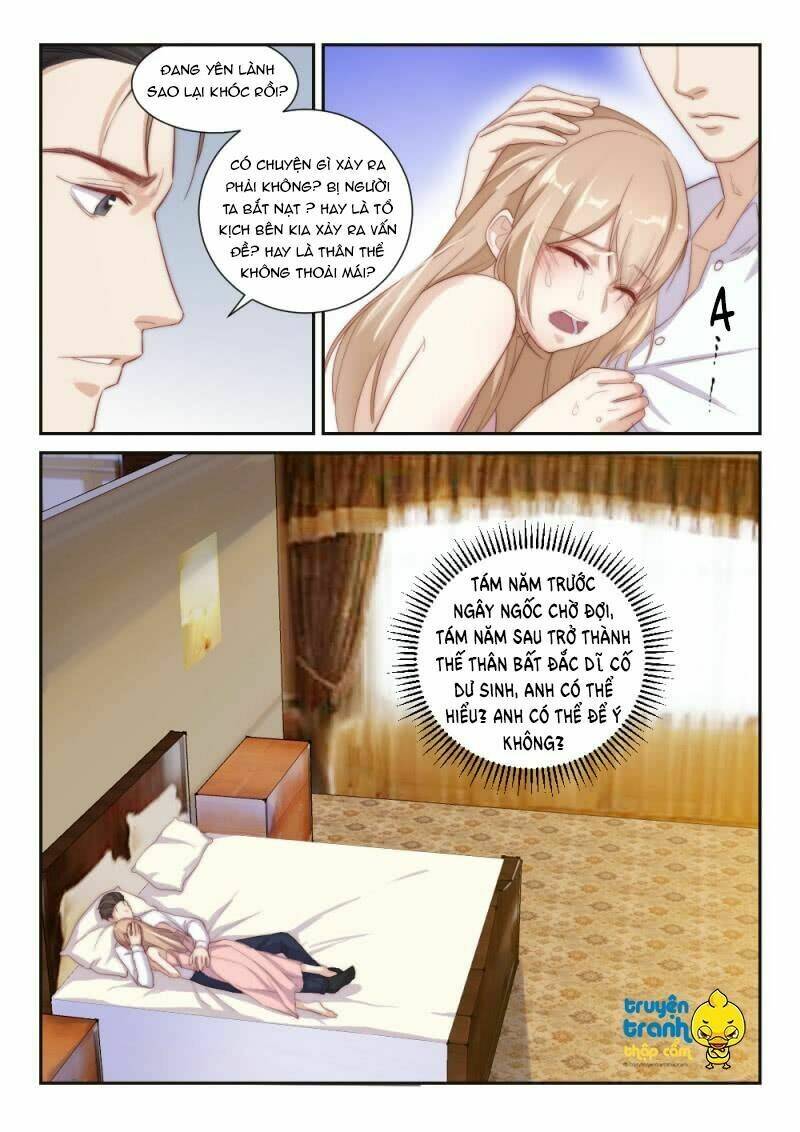 ĐANG YÊN LÀNH
SAO LẠI KHÓC RỒI?
CÓ CHUYỆN GÌ XẢY RA
PHẢI KHÔNG? BỊ NGƯỜI
TA BẮT NẠT ? HAY LÀ TỔ
KỊCH BÊN KIA XẢY RA VẤN
ĐỀ? HAY LÀ THÂN THỂ
KHÔNG THOẢI MÁI?
A
TÁM NĂM TRƯỚC
NGÂY NGỐC CHỜ ĐỢI,
TÁM NĂM SAU TRỞ THÀNH
THẾ THÂN BẤT ĐẮC DĨ. CỐ
DƯ SINH, ANH CÓ THỂ
HIỂU? ANH CÓ THỂ ĐỂ Ý
KHÔNG?
truyện
tranh
thập cẩm